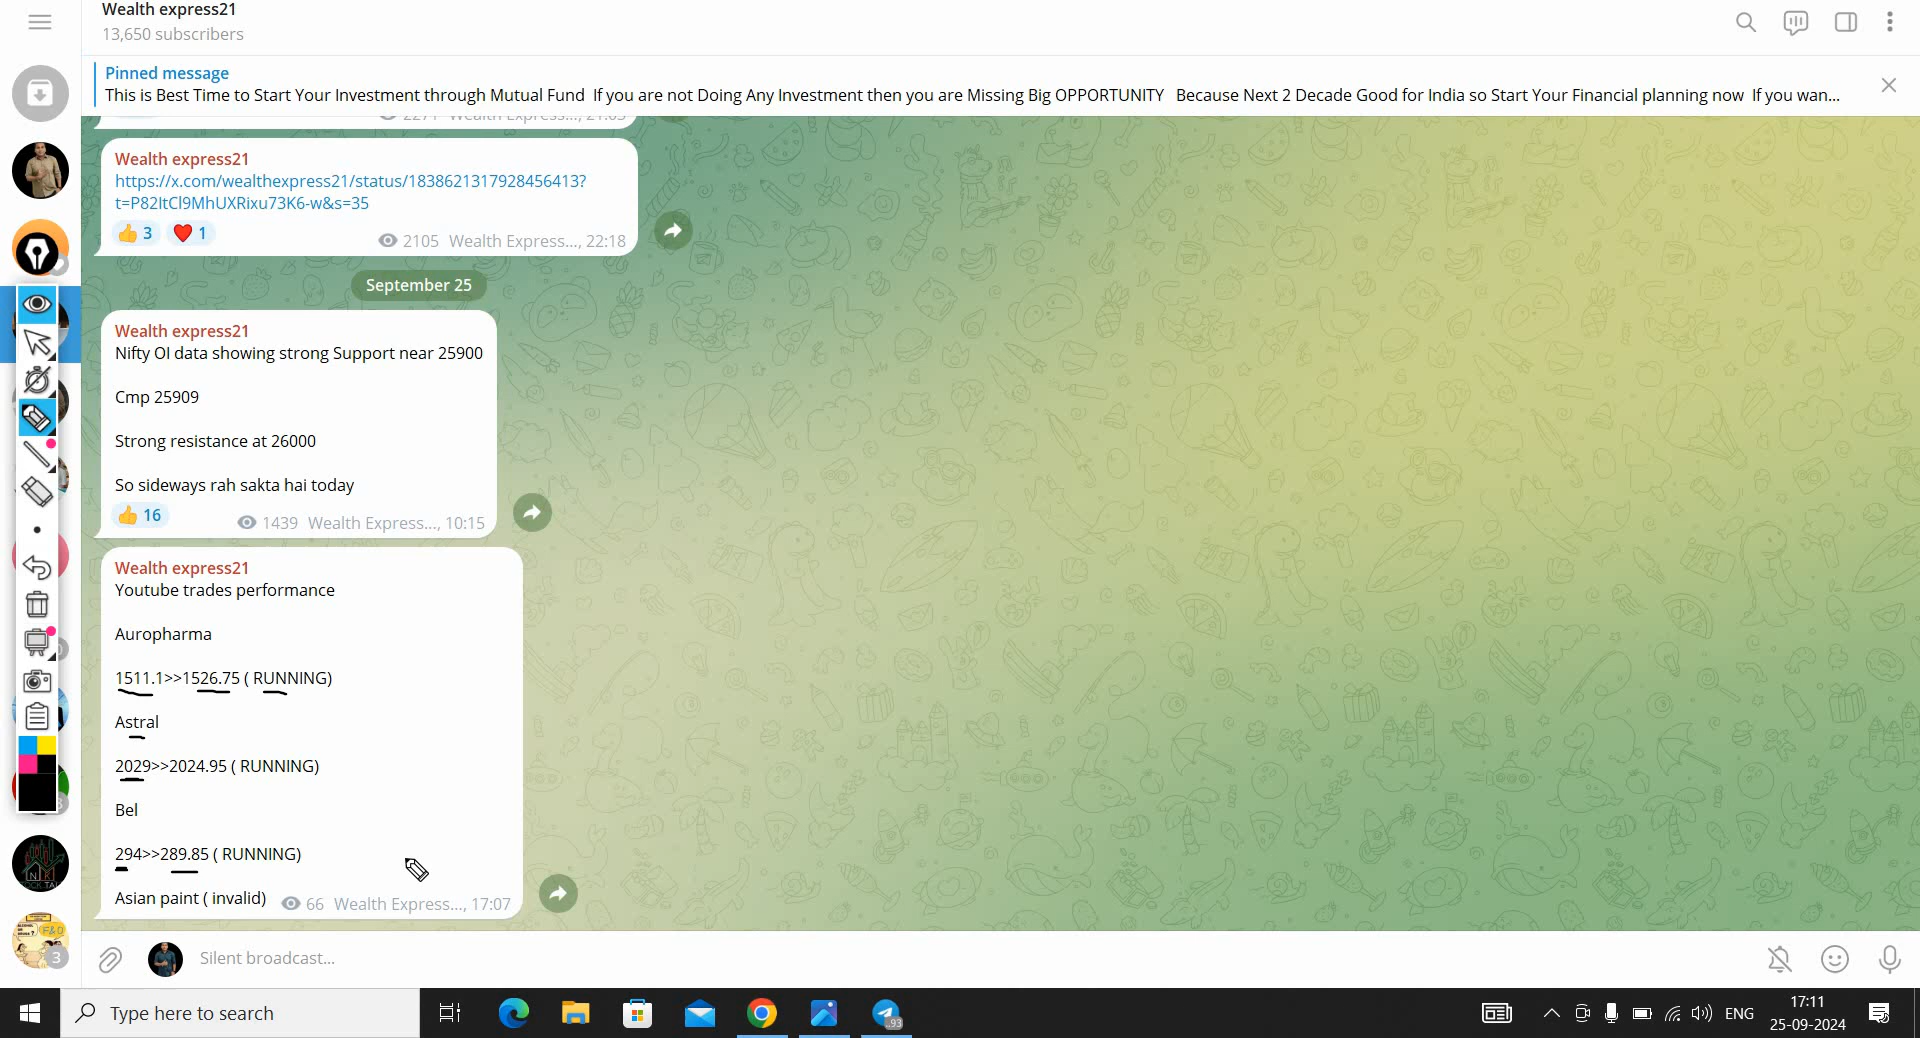 Wealth express21
13,650 subscribers
Pinned message
This is Best Time to Start Your Investment through Mutual Fund  If you are not Doing Any Investment then you are Missing Big OPPORTUNITY   Because Next 2 Decade Good for India so Start Your Financial planning now  If you wan...
2271  Wealth Express..., 21:05
Wealth express21
https://x.com/wealthexpress21/status/1838621317928456413?
t=P82ItCl9MhUXRixu73K6-w&s=35
👍 3 ❤️ 1
2105  Wealth Express..., 22:18
September 25
Wealth express21
Nifty OI data showing strong Support near 25900
Cmp 25909
Strong resistance at 26000
So sideways rah sakta hai today
👍 16
1439  Wealth Express..., 10:15
Wealth express21
Youtube trades performance
Auropharma
1511.1>>1526.75 ( RUNNING)
Astral
2029>>2024.95 ( RUNNING)
Bel
294>>289.85 ( RUNNING)
Asian paint ( invalid)
66  Wealth Express..., 17:07
F&O
3
Silent broadcast...
Type here to search
.93
ENG
17:11
25-09-2024